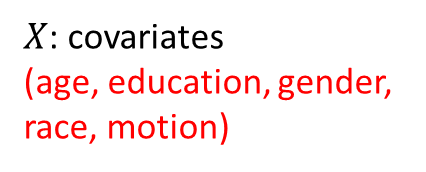 X: covariates
(age, education, gender,
race, motion)